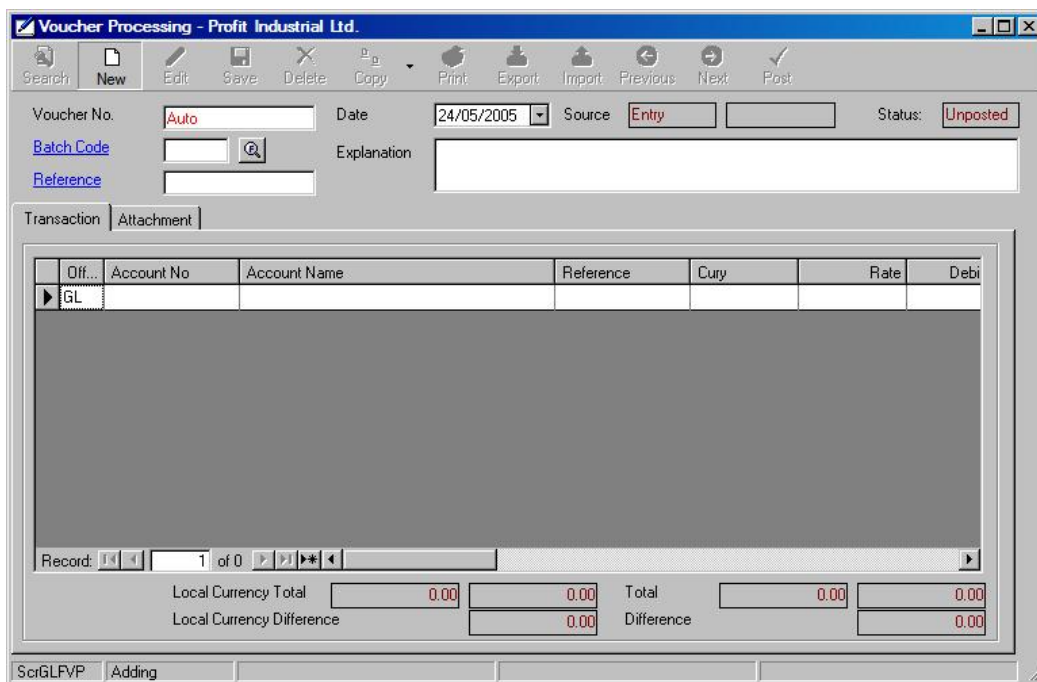 Voucher Processing - Profit Industrial Ltd.
Search New Edit Save Delete Copy Print Export Import Previous Next Post
Voucher No. Auto Date 24/05/2005 Source Entry Status: Unposted
Batch Code Explanation
Reference
Transaction Attachment
Off... Account No Account Name Reference Cury Rate Debi
GL
Record: 1 of 0
Local Currency Total 0.00 0.00 Total 0.00 0.00
Local Currency Difference 0.00 Difference 0.00
ScrGLFVP Adding